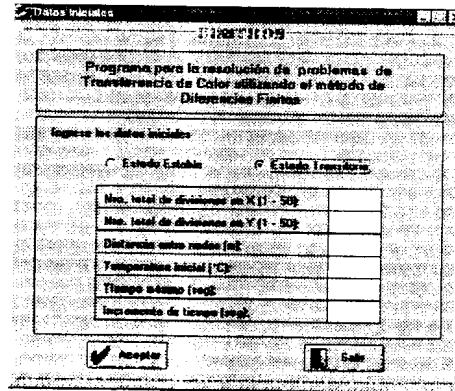 Datos Iniciales
Programa para la resolución de problemas de
Transferencia de Calor utilizando el método de
Diferencias Finitas
Ingrese los datos iniciales
Estado Estable
Estado Transitorio
Nro. total de divisiones en X (1 - 50):
Nro. total de divisiones en Y (1 - 50):
Distancia entre nodos [m]:
Temperatura Inicial [°C]:
Tiempo máximo [seg]:
Incremento de tiempo [seg]:
Aceptar
Salir